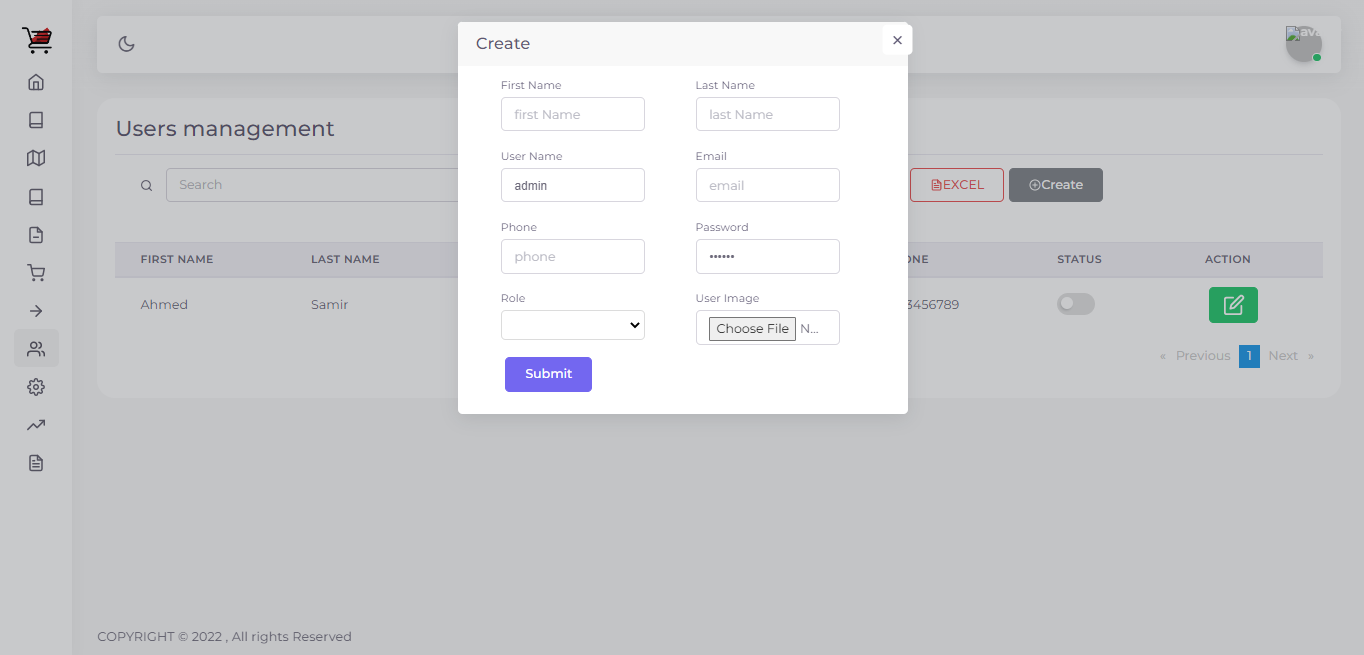 Create
×
First Name
Last Name
first Name
last Name
User Name
Email
admin
email
Phone
Password
phone
••••••
Role
User Image
Choose File N...
Submit
ava
Users management
Search
EXCEL
Create
FIRST NAME LAST NAME ONE STATUS ACTION
Ahmed Samir 3456789
« Previous 1 Next »
COPYRIGHT © 2022 , All rights Reserved